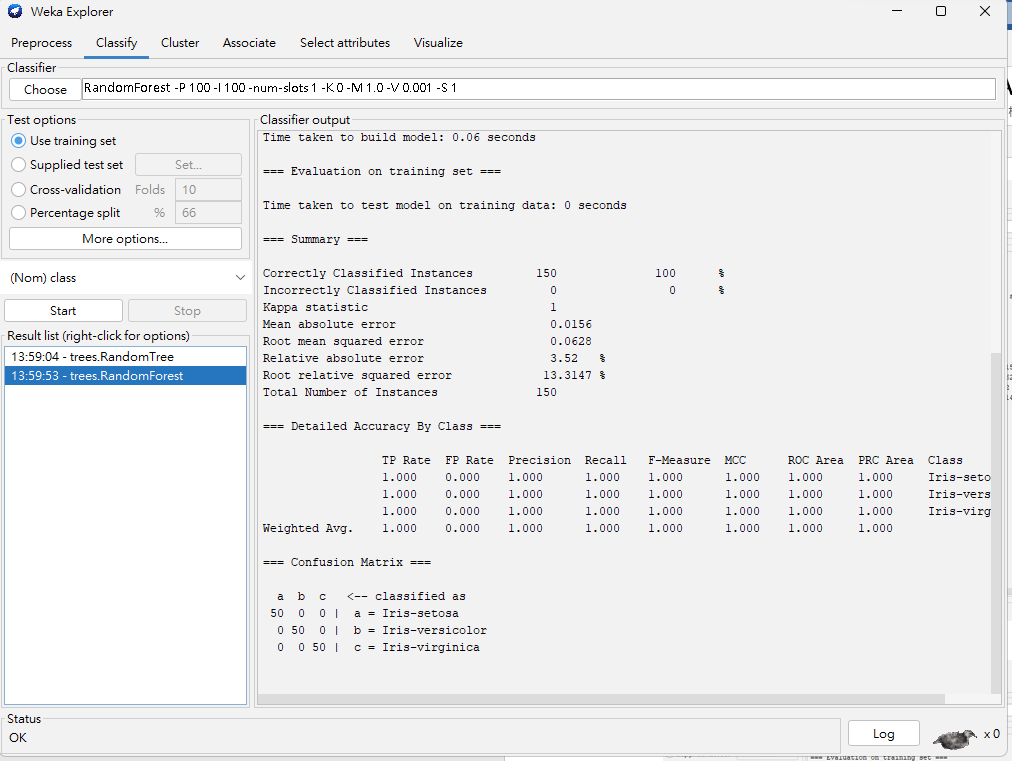 Weka Explorer
Preprocess Classify Cluster Associate Select attributes Visualize
Classifier
Choose RandomForest -P 100 -I 100 -num-slots 1 -K 0 -M 1.0 -V 0.001 -S 1
Test options
Use training set
Supplied test set Set...
Cross-validation Folds 10
Percentage split % 66
More options...
(Nom) class
Start Stop
Result list (right-click for options)
13:59:04 - trees.RandomTree
13:59:53 - trees.RandomForest
Classifier output
Time taken to build model: 0.06 seconds
=== Evaluation on training set ===
Time taken to test model on training data: 0 seconds
=== Summary ===
Correctly Classified Instances 150 100 %
Incorrectly Classified Instances 0 0 %
Kappa statistic 1
Mean absolute error 0.0156
Root mean squared error 0.0628
Relative absolute error 3.52 %
Root relative squared error 13.3147 %
Total Number of Instances 150
=== Detailed Accuracy By Class ===
TP Rate FP Rate Precision Recall F-Measure MCC ROC Area PRC Area Class
1.000 0.000 1.000 1.000 1.000 1.000 1.000 1.000 Iris-seto
1.000 0.000 1.000 1.000 1.000 1.000 1.000 1.000 Iris-vers
1.000 0.000 1.000 1.000 1.000 1.000 1.000 1.000 Iris-virg
Weighted Avg. 1.000 0.000 1.000 1.000 1.000 1.000 1.000 1.000
=== Confusion Matrix ===
a b c <-- classified as
50 0 0 | a = Iris-setosa
0 50 0 | b = Iris-versicolor
0 0 50 | c = Iris-virginica
Status
OK
Log x 0
=== Evaluation on training set ===